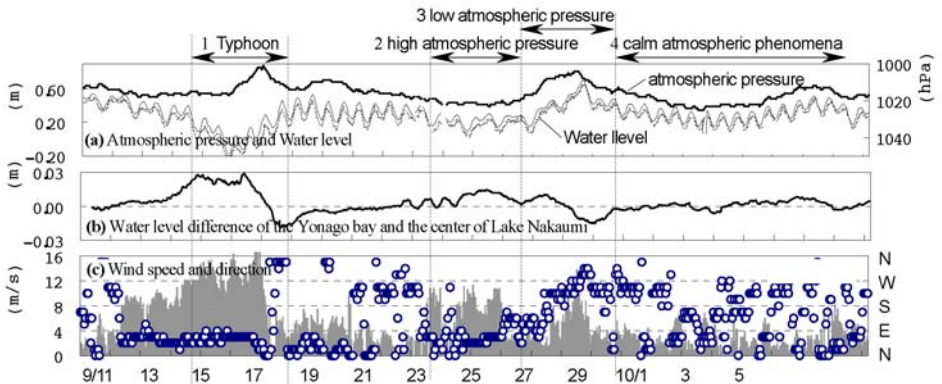 3 low atmospheric pressure
1 Typhoon
2 high atmospheric pressure
4 calm atmospheric phenomena
(m)
0.60
0.20
-0.20
atmospheric pressure
Water llevel
(a) Atmospheric pressure and Water level
1000
1020
1040
(hPa)
(m)
0.03
0.00
-0.03
(b) Water level difference of the Yonago bay and the center of Lake Nakaumi
(m/s)
16
12
8
4
0
(c) Wind speed and direction
N
W
S
E
N
9/11 13 15 17 19 21 23 25 27 29 10/1 3 5